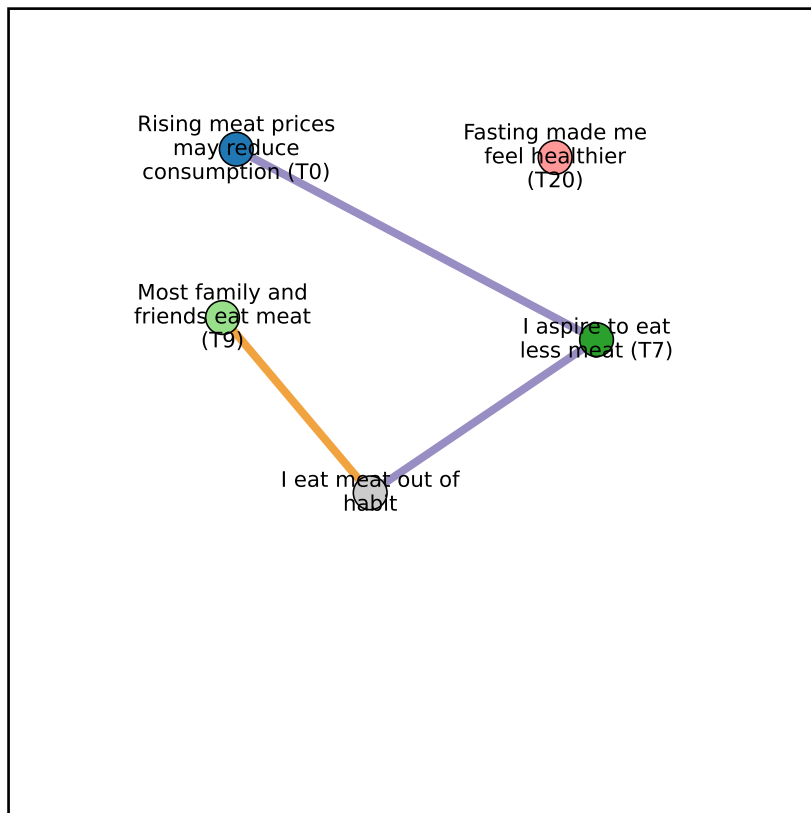 Rising meat prices
may reduce
consumption (T0)
Fasting made me
feel healthier
(T20)
Most family and
friends eat meat
(T9)
I aspire to eat
less meat (T7)
I eat meat out of
habit